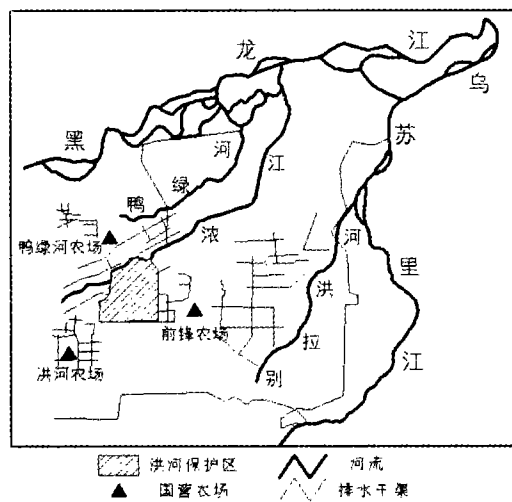 黑龙江
乌苏里江
鸭绿河
浓江
别拉洪河
鸭绿河农场
前锋农场
洪河农场
洪河保护区
河流
国营农场
排水干渠